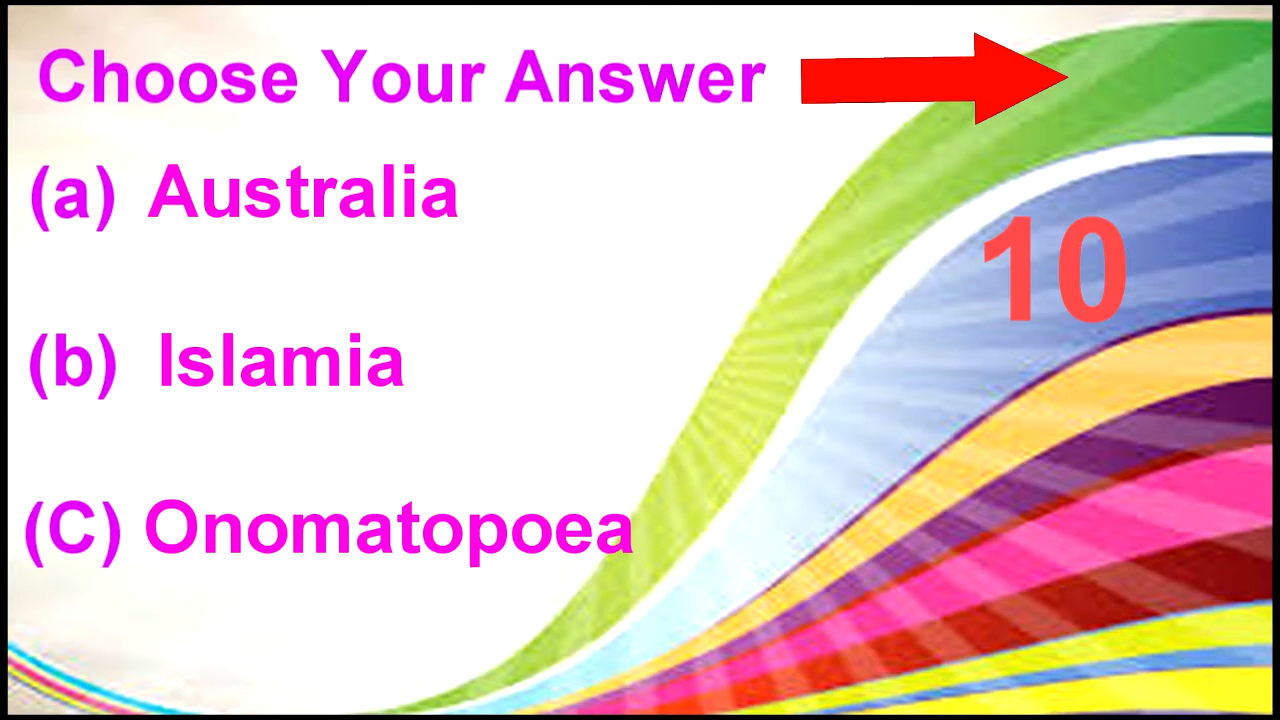 Choose Your Answer
(a) Australia
10
(b) Islamia
(C) Onomatopoea